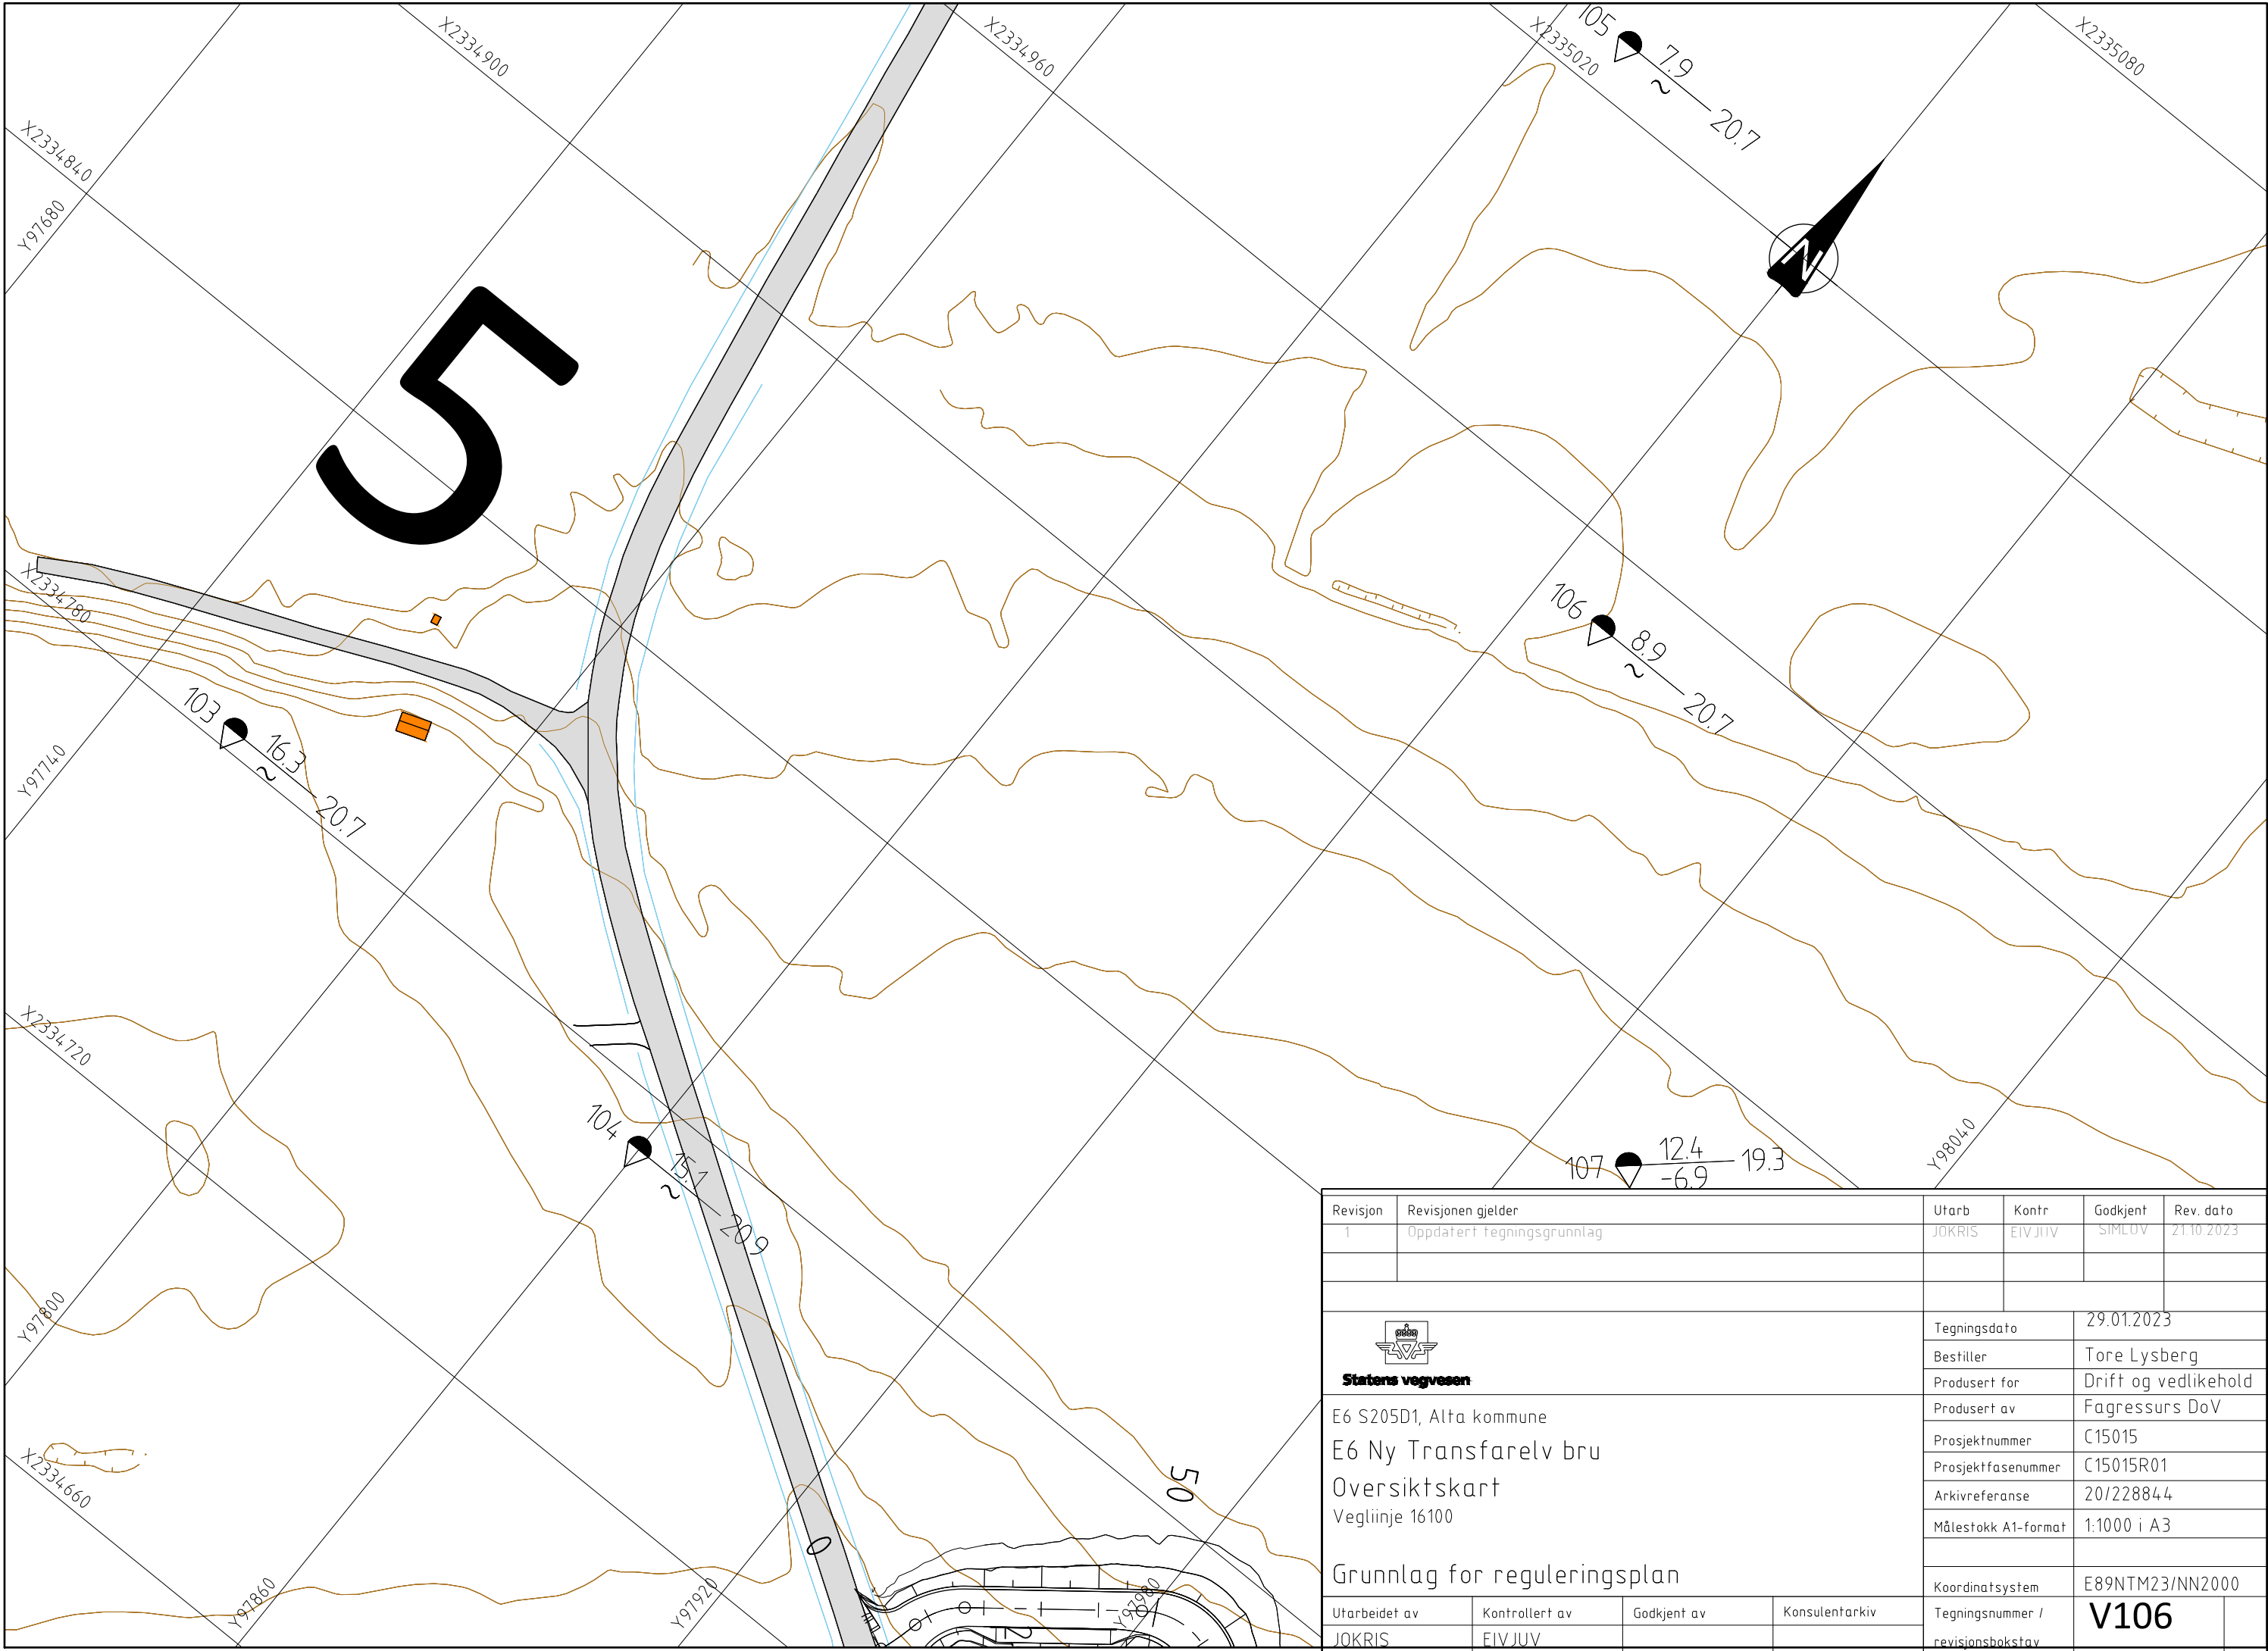 X2334900
X2334960
X2335020
X2335080
105
7.9
~
20.7
X2334840
Y97680
N
5
X2334780
106
8.9
~
20.7
103
16.3
~
20.7
Y97740
X2334720
104
15.1
~
20.9
107 12.4 19.3
-6.9
Y98040
Y97800
X2334660
Y97860
Y97920
Y97980
50
0
Revisjon Revisjonen gjelder Utarb Kontr Godkjent Rev. dato
1 Oppdatert tegningsgrunnlag JOKRIS EIVJUV SIMLOV 21.10.2023
Statens vegvesen
E6 S205D1, Alta kommune
E6 Ny Transfarelv bru
Oversiktskart
Vegliinje 16100
Grunnlag for reguleringsplan
Tegningsdato 29.01.2023
Bestiller Tore Lysberg
Produsert for Drift og vedlikehold
Produsert av Fagressurs DoV
Prosjektnummer C15015
Prosjektfasenummer C15015R01
Arkivreferanse 20/228844
Målestokk A1-format 1:1000 i A3
Koordinatsystem E89NTM23/NN2000
Utarbeidet av Kontrollert av Godkjent av Konsulentarkiv
JOKRIS EIVJUV
Tegningsnummer / V106
revisjonsbokstav